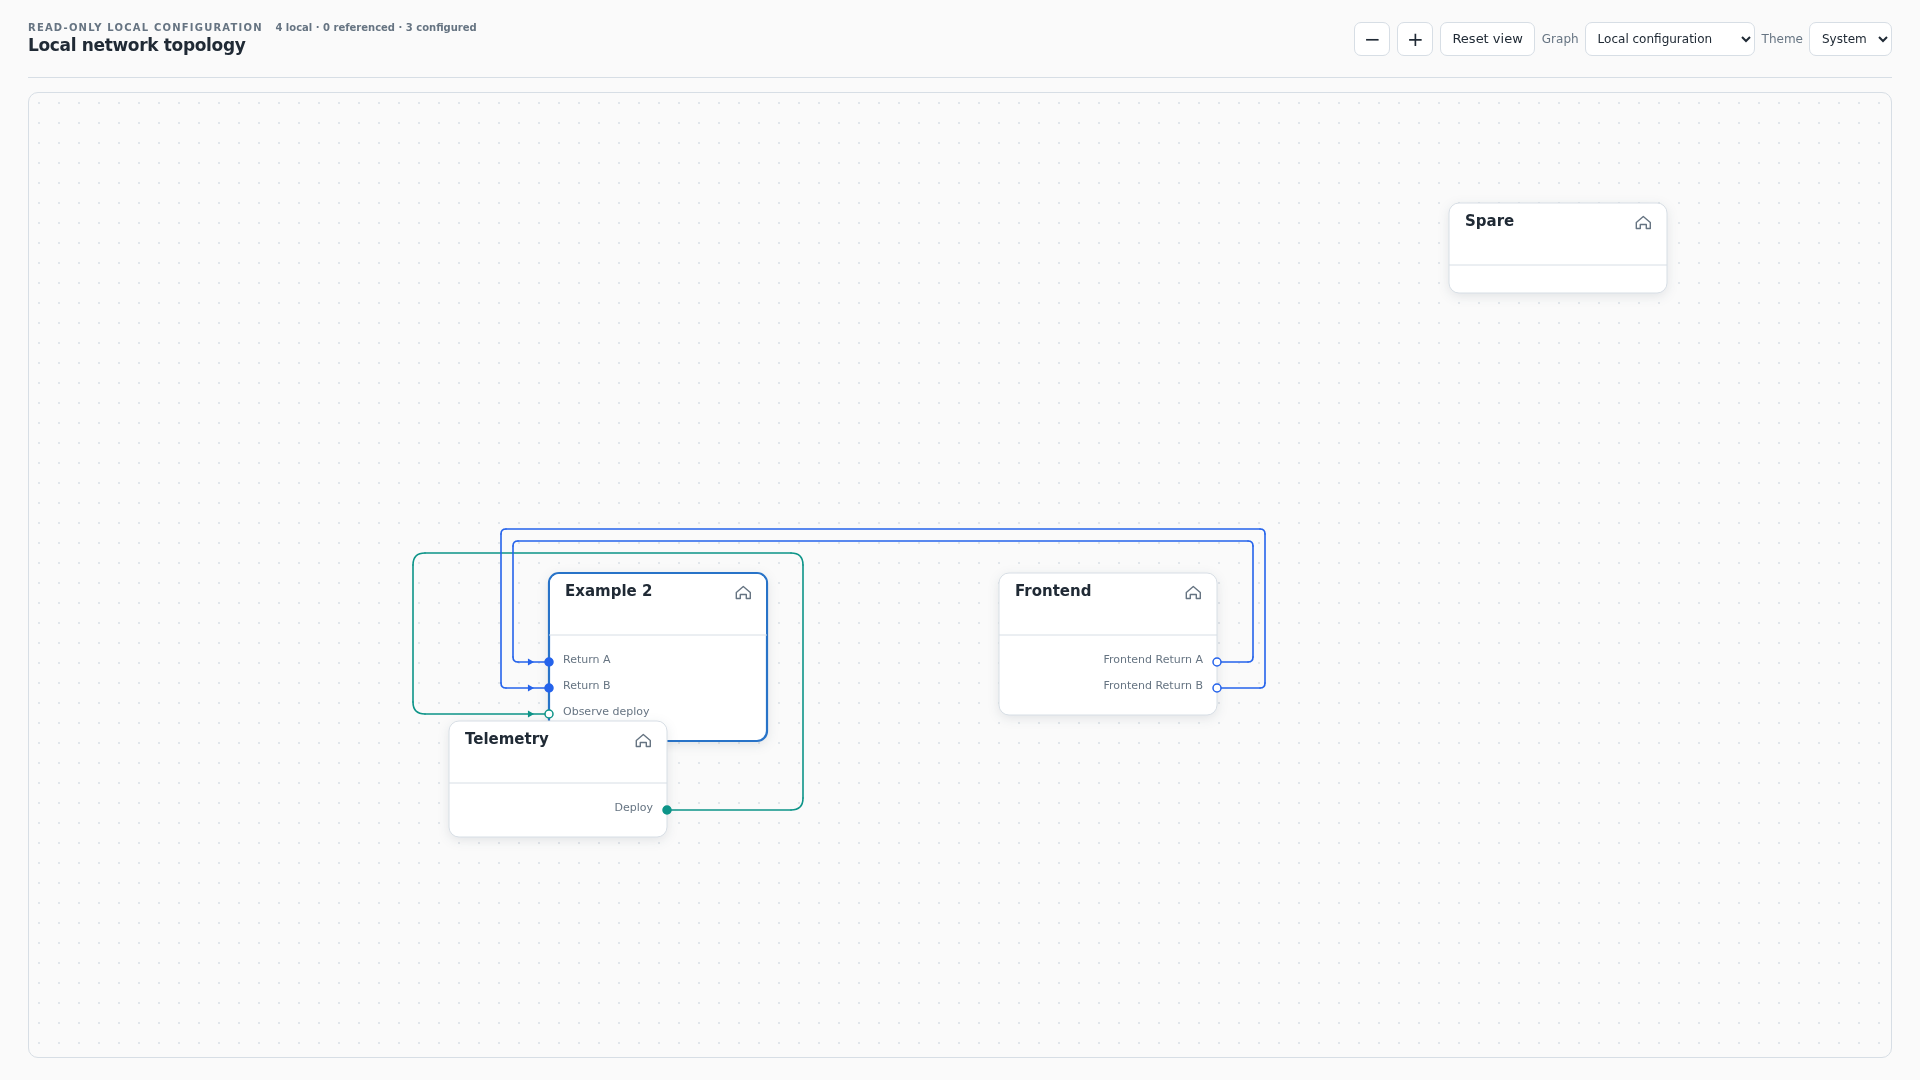 READ-ONLY LOCAL CONFIGURATION 4 local · 0 referenced · 3 configured
Local network topology
− + Reset view Graph Local configuration Theme System
Spare
Example 2
Return A
Return B
Observe deploy
Frontend
Frontend Return A
Frontend Return B
Telemetry
Deploy